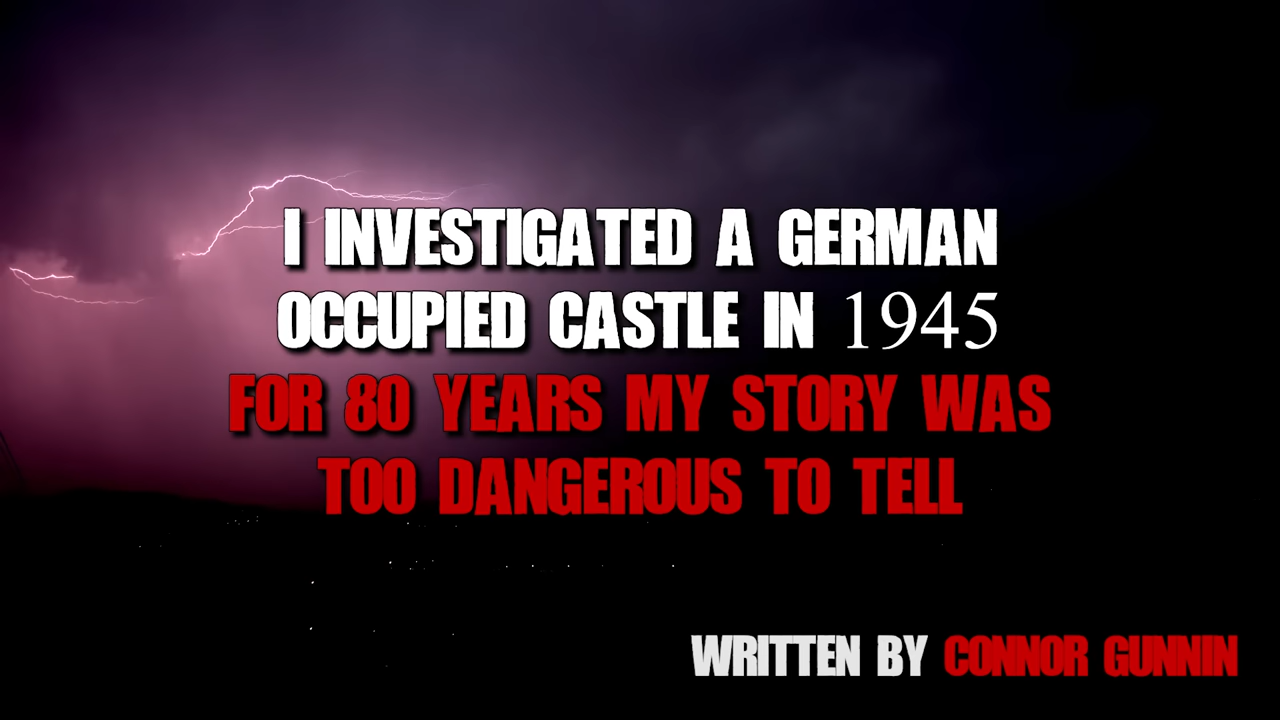 I INVESTIGATED A GERMAN
OCCUPIED CASTLE IN 1945
FOR 80 YEARS MY STORY WAS
TOO DANGEROUS TO TELL
WRITTEN BY CONNOR GUNNIN